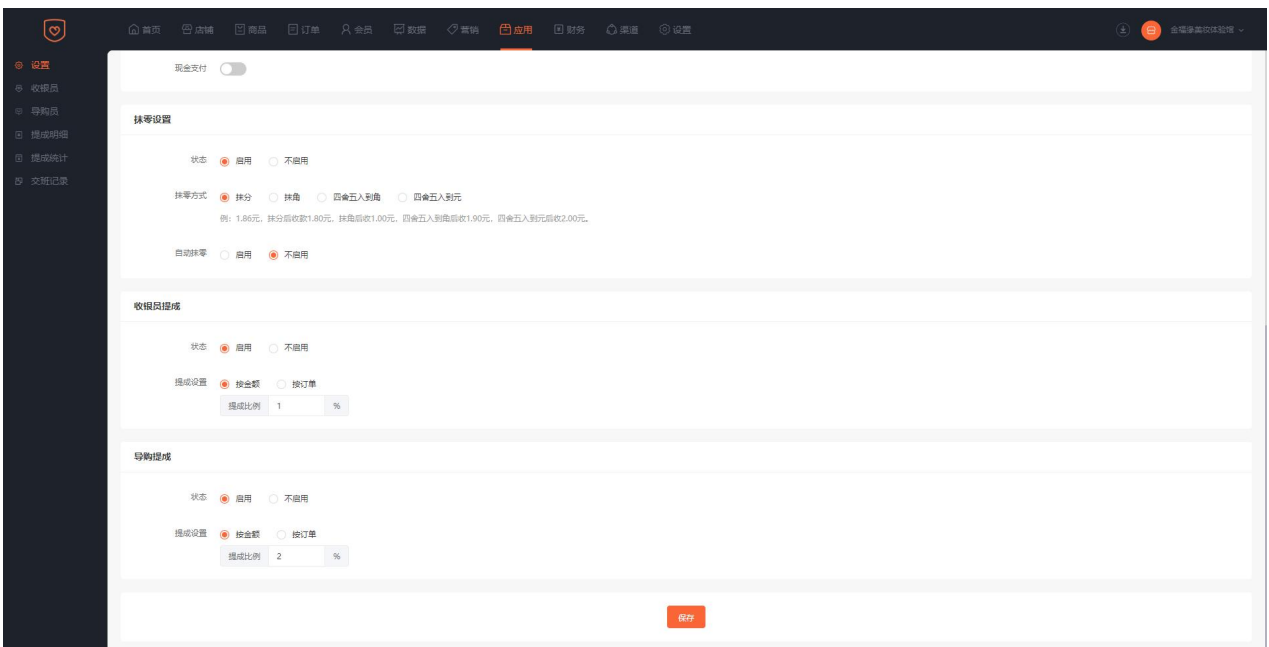 首页 店铺 商品 订单 会员 数据 营销 应用 财务 渠道 设置
设置
收银员
导购员
提成明细
提成统计
交班记录
现金支付
抹零设置
状态 启用 不启用
抹零方式 抹分 抹角 四舍五入到角 四舍五入到元
例：1.86元，抹分后收款1.80元，抹角后收1.00元，四舍五入到角后收1.90元，四舍五入到元后收2.00元。
自动抹零 启用 不启用
收银员提成
状态 启用 不启用
提成设置 按金额 按订单
提成比例 1 %
导购提成
状态 启用 不启用
提成设置 按金额 按订单
提成比例 2 %
保存